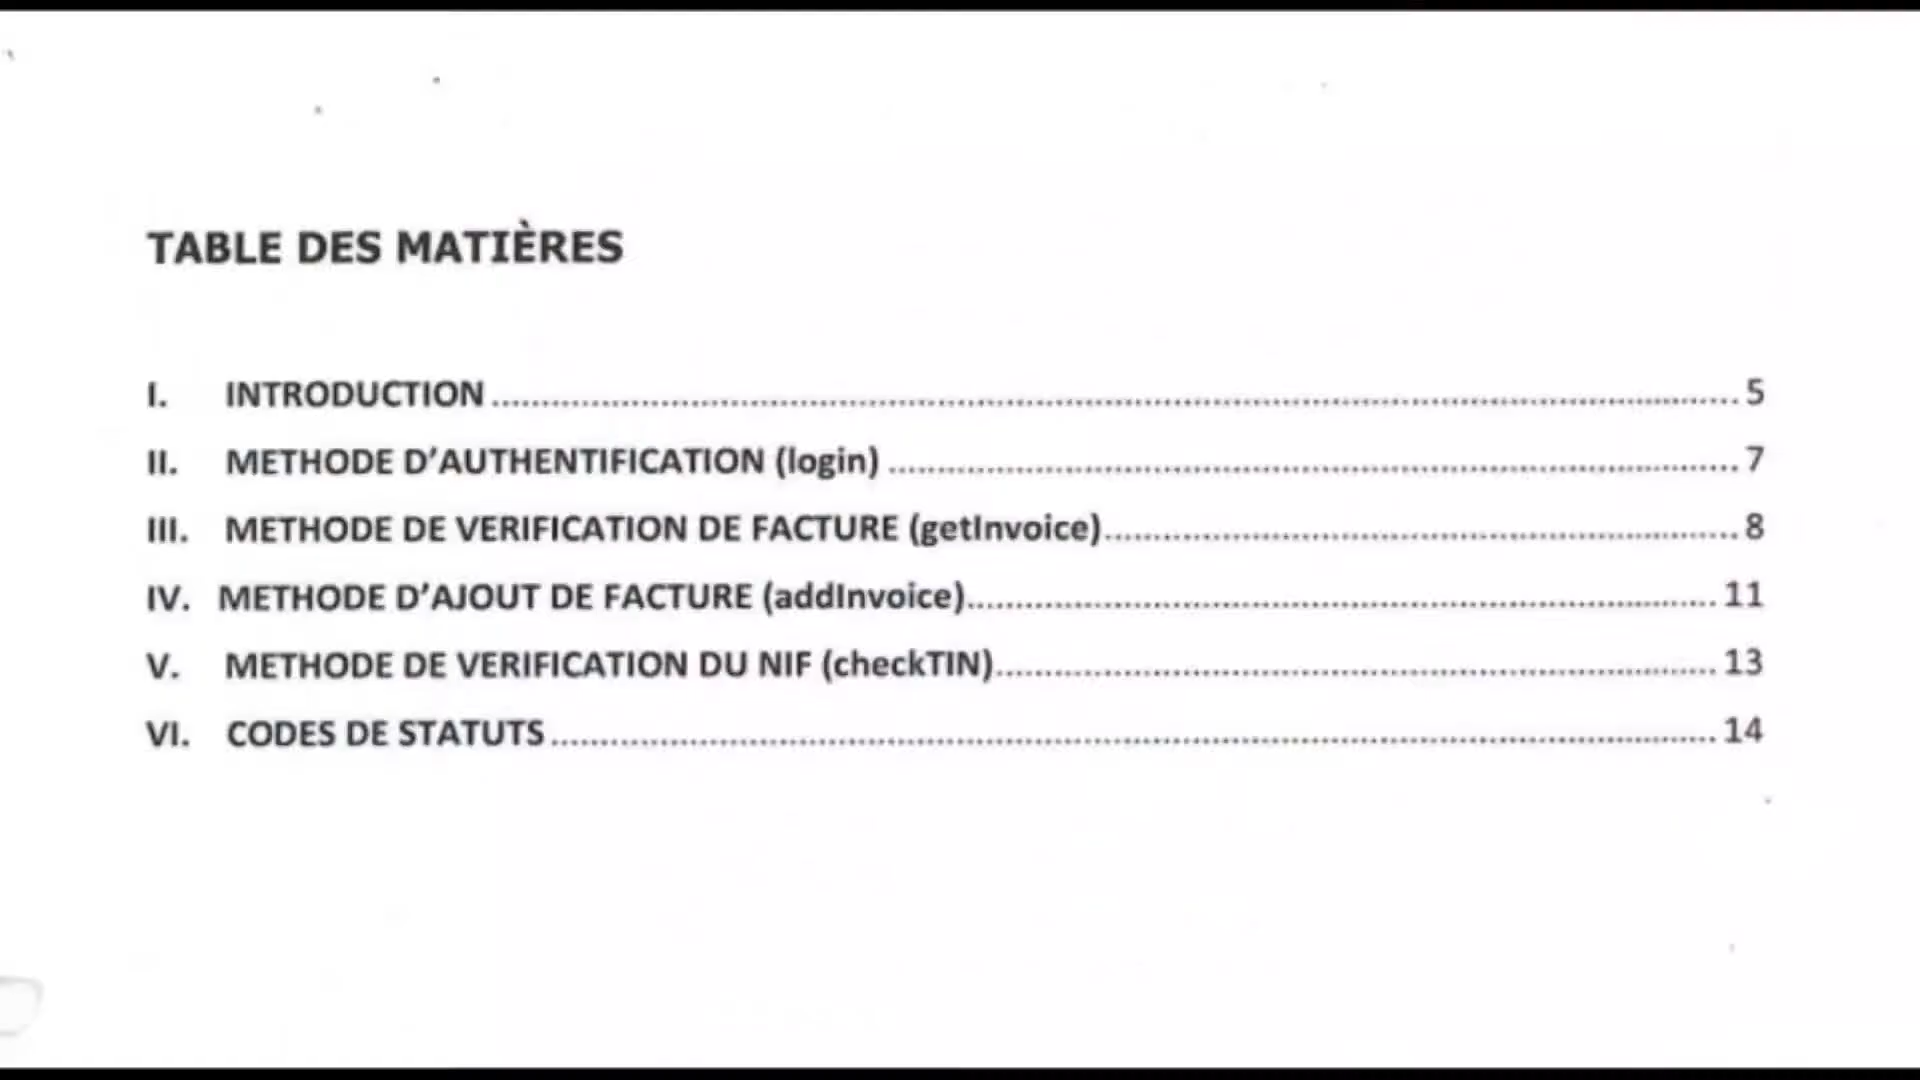 TABLE DES MATIÈRES
I. INTRODUCTION ........................................ 5
II. METHODE D'AUTHENTIFICATION (login) ........................................ 7
III. METHODE DE VERIFICATION DE FACTURE (getInvoice) ........................................ 8
IV. METHODE D'AJOUT DE FACTURE (addInvoice) ........................................ 11
V. METHODE DE VERIFICATION DU NIF (checkTIN) ........................................ 13
VI. CODES DE STATUTS ........................................ 14